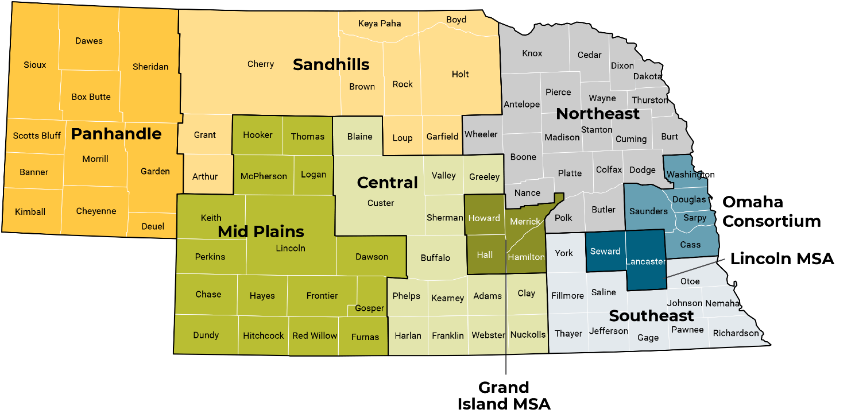 Boyd
Keya Paha
Dawes
Knox
Cedar
Sioux
Sheridan
Cherry
Sandhills
Dixon
Holt
Dakota
Rock
Brown
Box Butte
Pierce
Wayne
Thurston
Antelope
Northeast
Scotts Bluff
Panhandle
Grant
Hooker
Thomas
Blaine
Loup
Garfield
Wheeler
Madison
Stanton
Cuming
Burt
Morrill
Boone
Banner
Garden
Arthur
McPherson
Logan
Valley
Greeley
Platte
Colfax
Dodge
Washington
Central
Nance
Custer
Douglas
Omaha
Consortium
Kimball
Cheyenne
Keith
Sherman
Howard
Merrick
Polk
Butler
Saunders
Sarpy
Deuel
Mid Plains
Lincoln
Cass
Perkins
Dawson
Buffalo
Hall
Hamilton
York
Seward
Lancaster
Lincoln MSA
Otoe
Chase
Hayes
Frontier
Gosper
Phelps
Kearney
Adams
Clay
Fillmore
Saline
Johnson
Nemaha
Southeast
Dundy
Hitchcock
Red Willow
Furnas
Harlan
Franklin
Webster
Nuckolls
Thayer
Jefferson
Gage
Pawnee
Richardson
Grand
Island MSA